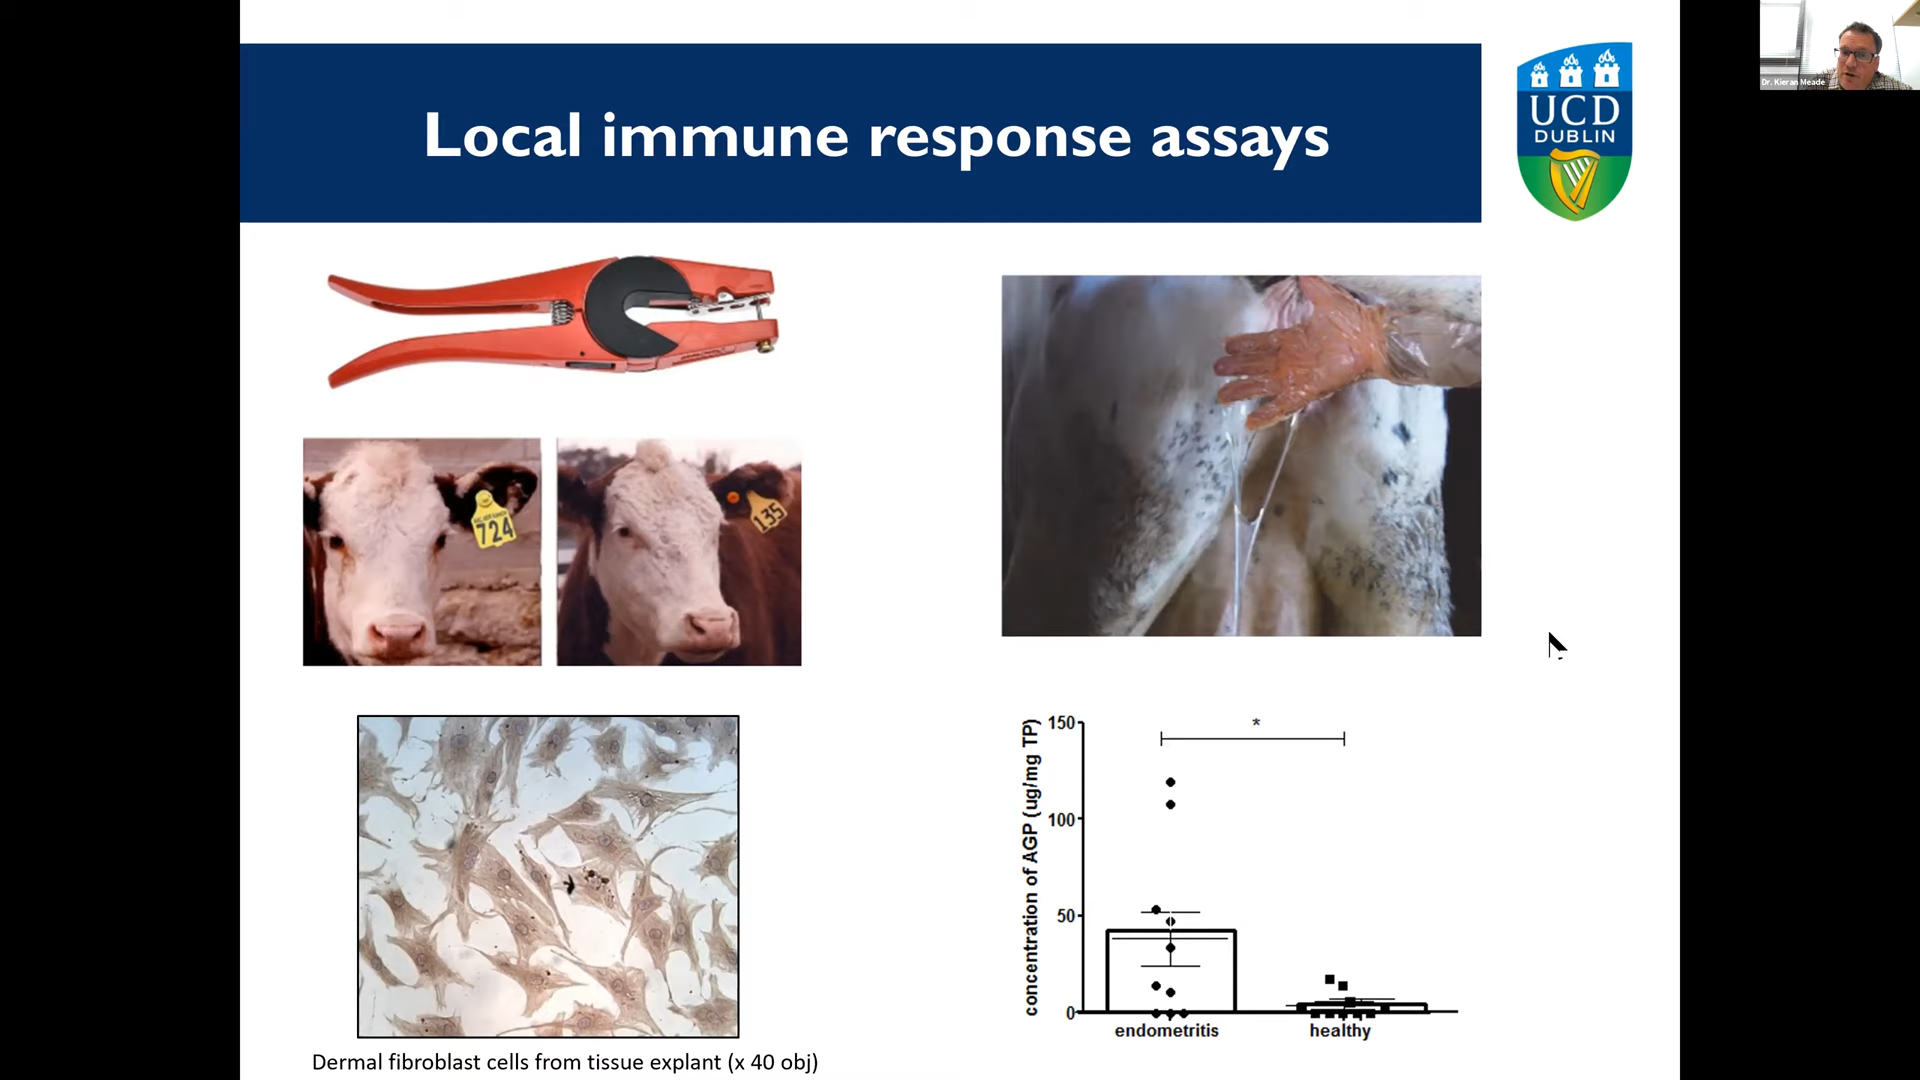 Local immune response assays
UCD
DUBLIN
Dr. Kieran Meade
724
135
Dermal fibroblast cells from tissue explant (x 40 obj)
concentration of AGP (ug/mg TP)
150
100
50
0
*
endometritis
healthy